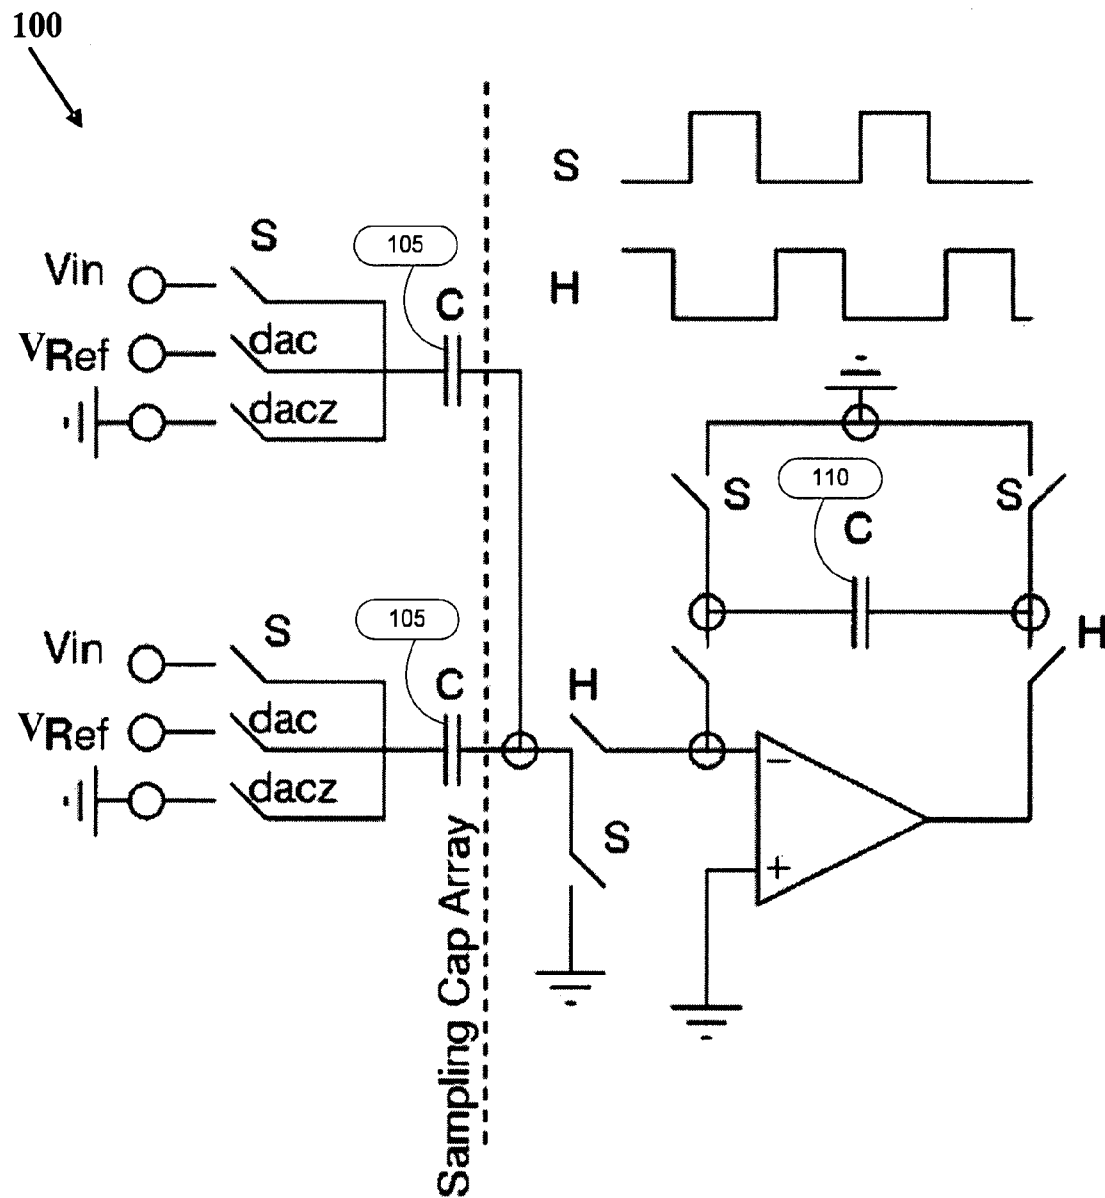 100
S
H
Vin
S
105
C
VRef
dac
dacz
S
S
110
C
Vin
S
105
C
H
VRef
dac
H
dacz
−
S
+
Sampling Cap Array